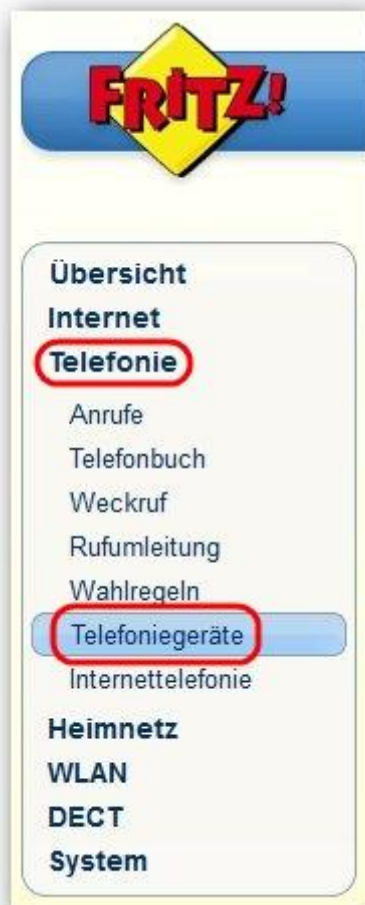 FRITZ!
Übersicht
Internet
Telefonie
Anrufe
Telefonbuch
Weckruf
Rufumleitung
Wahlregeln
Telefoniegeräte
Internettelefonie
Heimnetz
WLAN
DECT
System